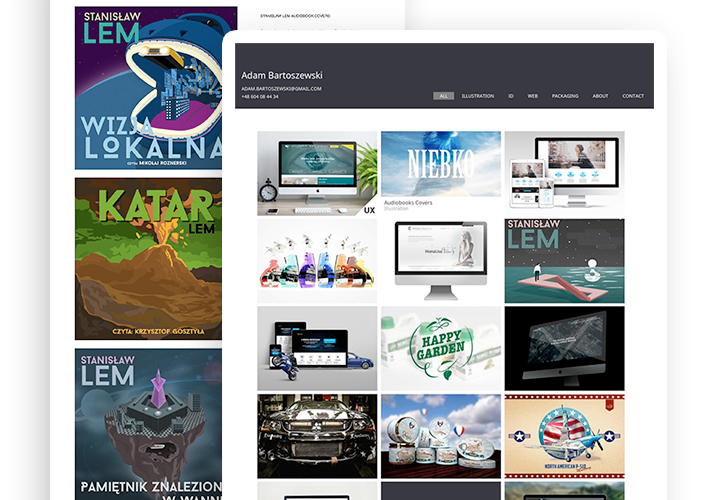 STANISŁAW LEM AUDIOBOOK COVERS
STANISŁAW
LEM
WIZJA
LOKALNA
CZYTA: MIKOŁAJ ROZNERSKI
KATAR
LEM
CZYTA: KRZYSZTOF GOSZTYŁA
STANISŁAW
LEM
PAMIĘTNIK ZNALEZION
W WANN
Adam Bartoszewski
ADAM.BARTOSZEWSKI@GMAIL.COM
+48 604 08 44 34
ALL ILLUSTRATION ID WEB PACKAGING ABOUT CONTACT
UX
NIEBKO
Audiobooks Covers
Illustration
STANISŁAW
LEM
HAPPY
GARDEN
NORTH AMERICAN P-51D